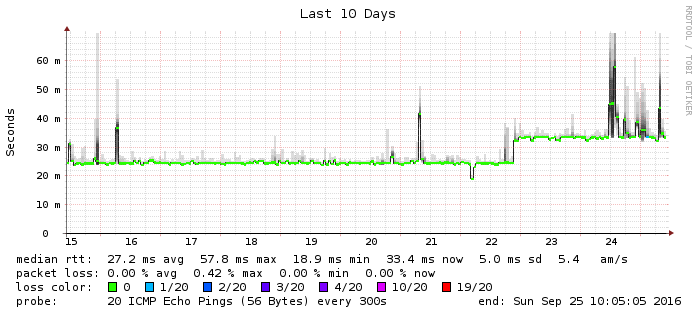 Last 10 Days
RRDTOOL / TOBI OETIKER
Seconds
60 m
50 m
40 m
30 m
20 m
10 m
0
15 16 17 18 19 20 21 22 23 24
median rtt: 27.2 ms avg 57.8 ms max 18.9 ms min 33.4 ms now 5.0 ms sd 5.4 am/s
packet loss: 0.00 % avg 0.42 % max 0.00 % min 0.00 % now
loss color: 0 1/20 2/20 3/20 4/20 10/20 19/20
probe: 20 ICMP Echo Pings (56 Bytes) every 300s end: Sun Sep 25 10:05:05 2016